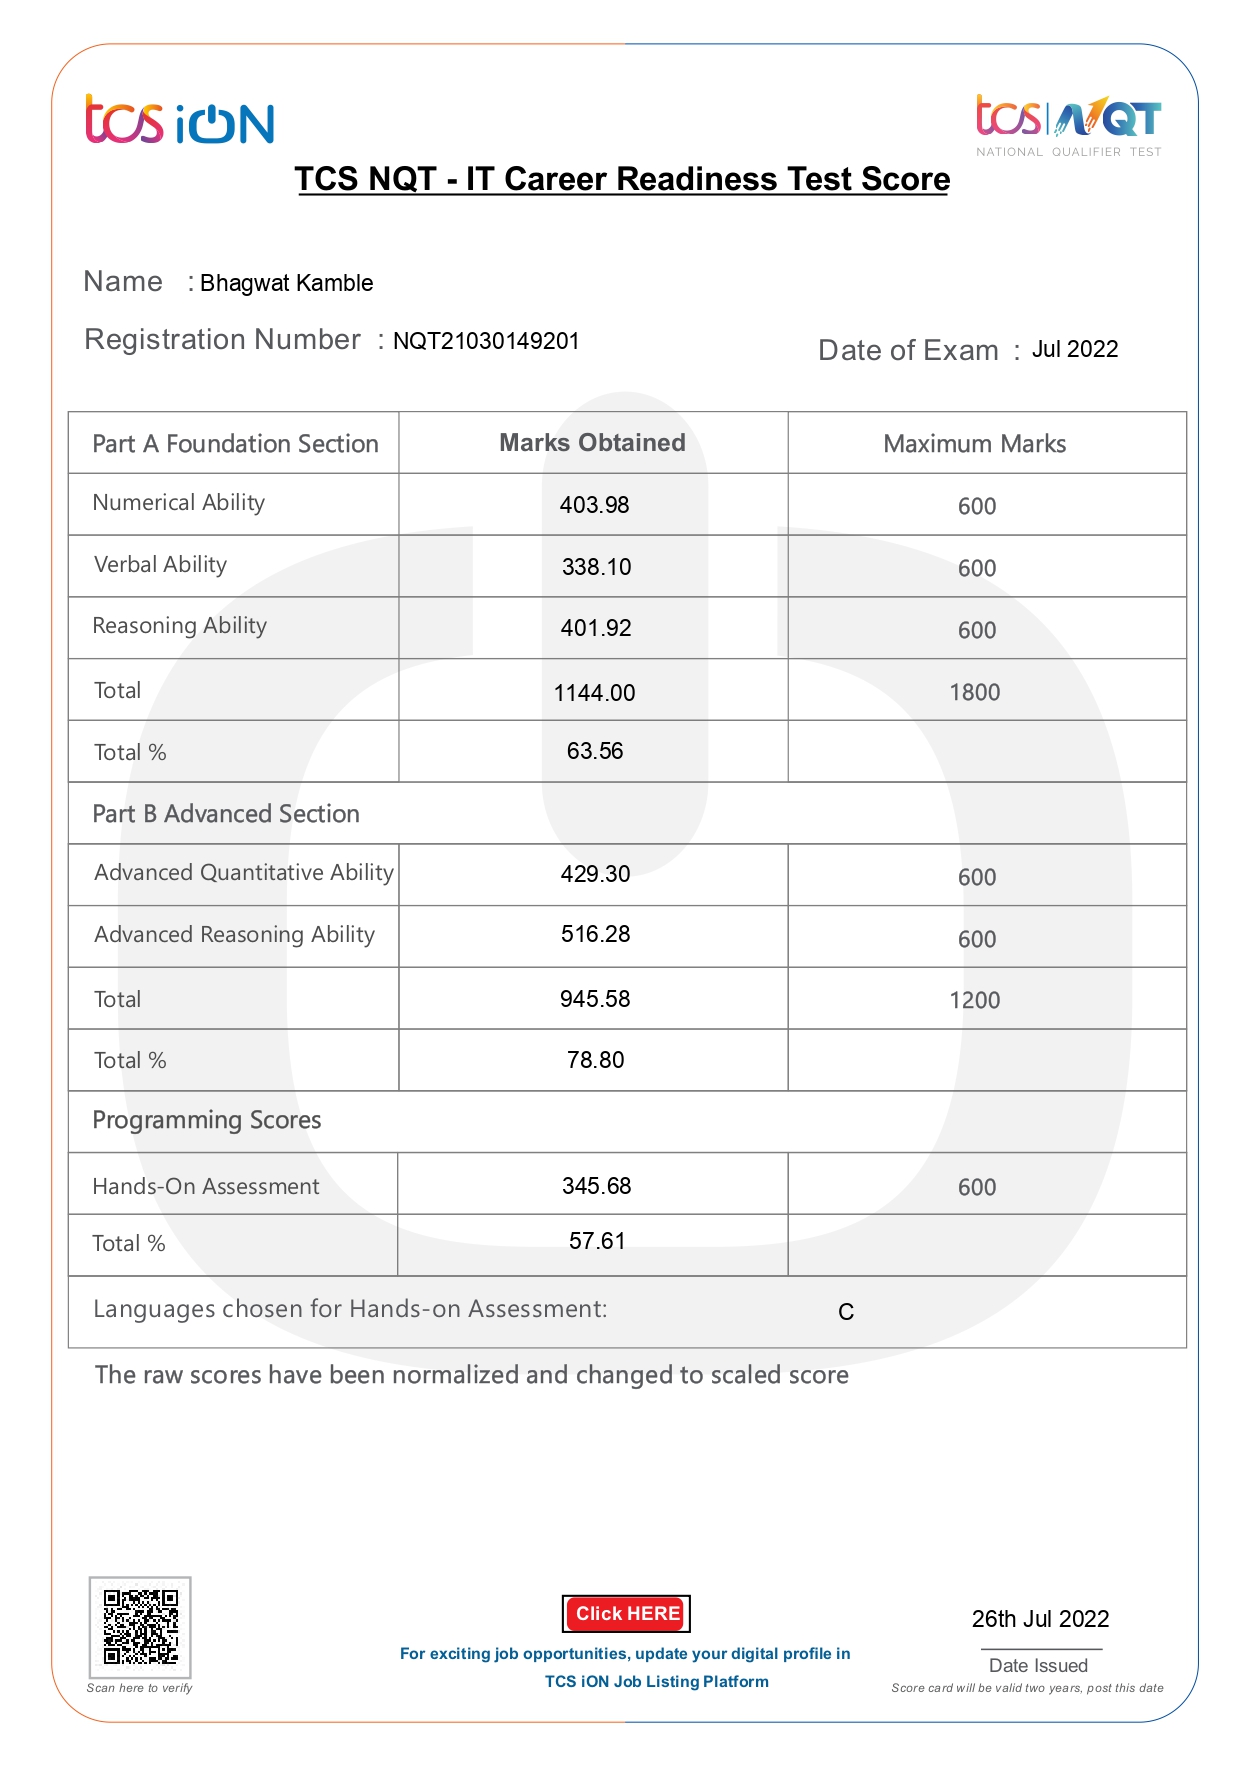 tcs iON
tcs NQT
NATIONAL QUALIFIER TEST
TCS NQT - IT Career Readiness Test Score
Name : Bhagwat Kamble
Registration Number : NQT21030149201
Date of Exam : Jul 2022
Part A Foundation Section Marks Obtained Maximum Marks
Numerical Ability 403.98 600
Verbal Ability 338.10 600
Reasoning Ability 401.92 600
Total 1144.00 1800
Total % 63.56
Part B Advanced Section
Advanced Quantitative Ability 429.30 600
Advanced Reasoning Ability 516.28 600
Total 945.58 1200
Total % 78.80
Programming Scores
Hands-On Assessment 345.68 600
Total % 57.61
Languages chosen for Hands-on Assessment: C
The raw scores have been normalized and changed to scaled score
Scan here to verify
Click HERE
For exciting job opportunities, update your digital profile in
TCS iON Job Listing Platform
26th Jul 2022
Date Issued
Score card will be valid two years, post this date